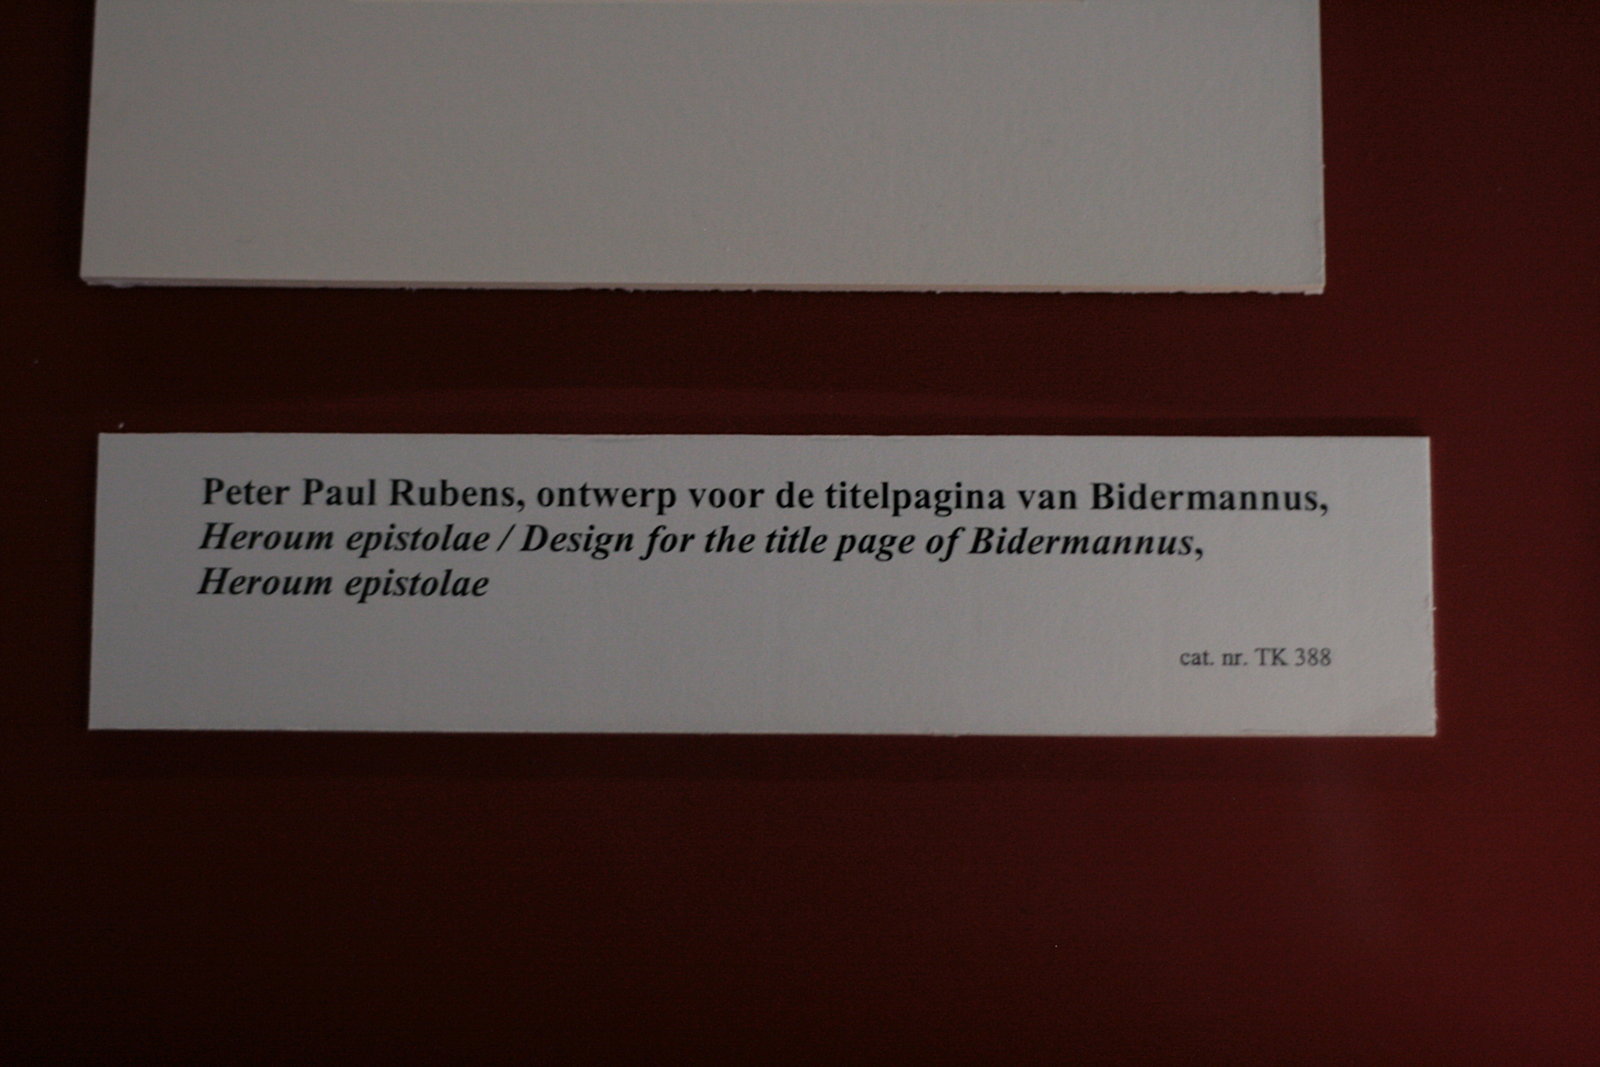 Peter Paul Rubens, ontwerp voor de titelpagina van Bidermannus,
Heroum epistolae / Design for the title page of Bidermannus,
Heroum epistolae
cat. nr. TK 388